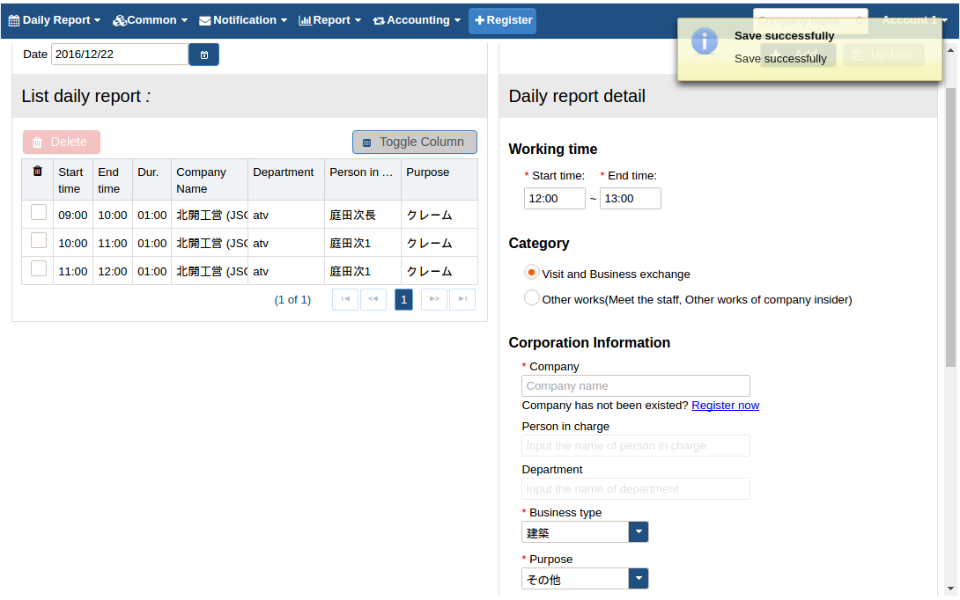 Daily Report Common Notification Report Accounting + Register Company name Account 1
Save successfully
Save successfully
Add Update
Date 2016/12/22
List daily report :
Delete Toggle Column
Start time End time Dur. Company Name Department Person in ... Purpose
09:00 10:00 01:00 北開工営 (JSC atv 庭田次長 クレーム
10:00 11:00 01:00 北開工営 (JSC atv 庭田次1 クレーム
11:00 12:00 01:00 北開工営 (JSC atv 庭田次1 クレーム
(1 of 1) 1
Daily report detail
Working time
* Start time: * End time:
12:00 ~ 13:00
Category
Visit and Business exchange
Other works(Meet the staff, Other works of company insider)
Corporation Information
* Company
Company name
Company has not been existed? Register now
Person in charge
Input the name of person in charge
Department
Input the name of department
* Business type
建築
* Purpose
その他